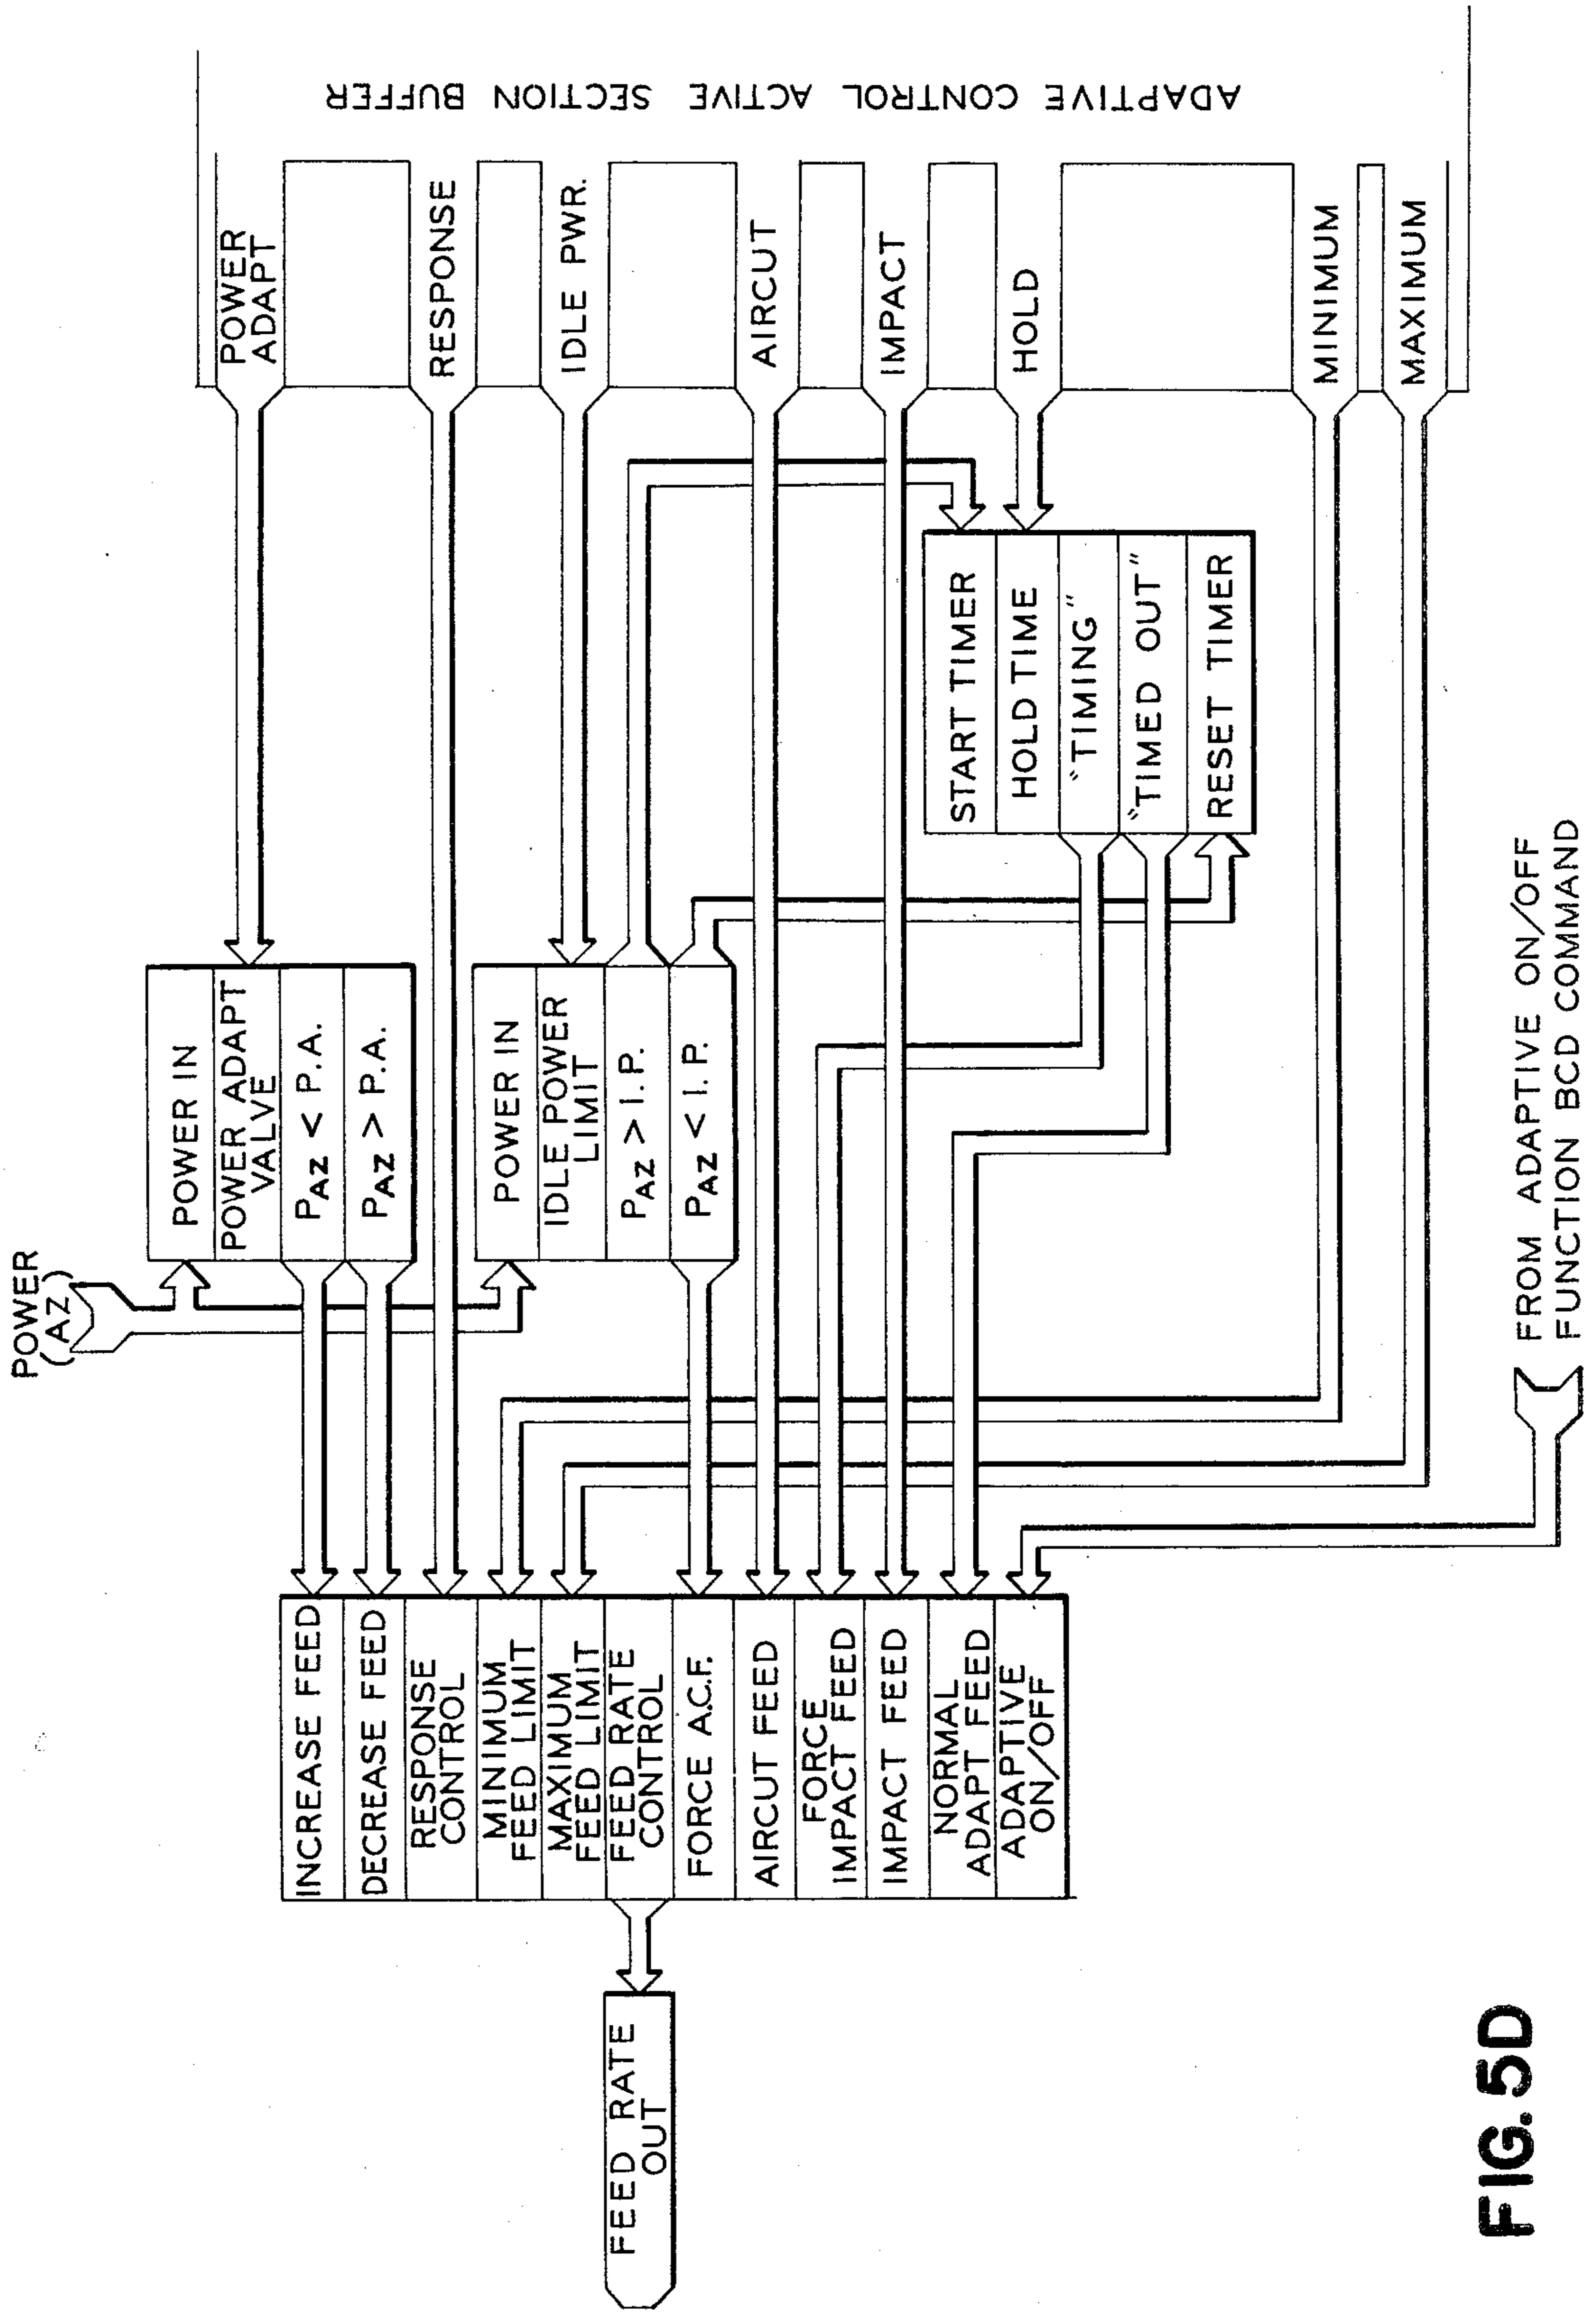 ADAPTIVE CONTROL ACTIVE SECTION BUFFER
POWER
ADAPT
RESPONSE
IDLE PWR.
AIRCUT
IMPACT
HOLD
MINIMUM
MAXIMUM
POWER
(AZ)
POWER IN
POWER ADAPT
VALVE
PAZ < P.A.
PAZ > P.A.
POWER IN
IDLE POWER
LIMIT
PAZ > I.P.
PAZ < I.P.
START TIMER
HOLD TIME
"TIMING"
"TIMED OUT"
RESET TIMER
INCREASE FEED
DECREASE FEED
RESPONSE
CONTROL
MINIMUM
FEED LIMIT
MAXIMUM
FEED LIMIT
FEED RATE
CONTROL
FORCE A.C.F.
AIRCUT FEED
FORCE
IMPACT FEED
IMPACT FEED
NORMAL
ADAPT FEED
ADAPTIVE
ON/OFF
FEED RATE
OUT
FROM ADAPTIVE ON/OFF
FUNCTION BCD COMMAND
FIG. 5D